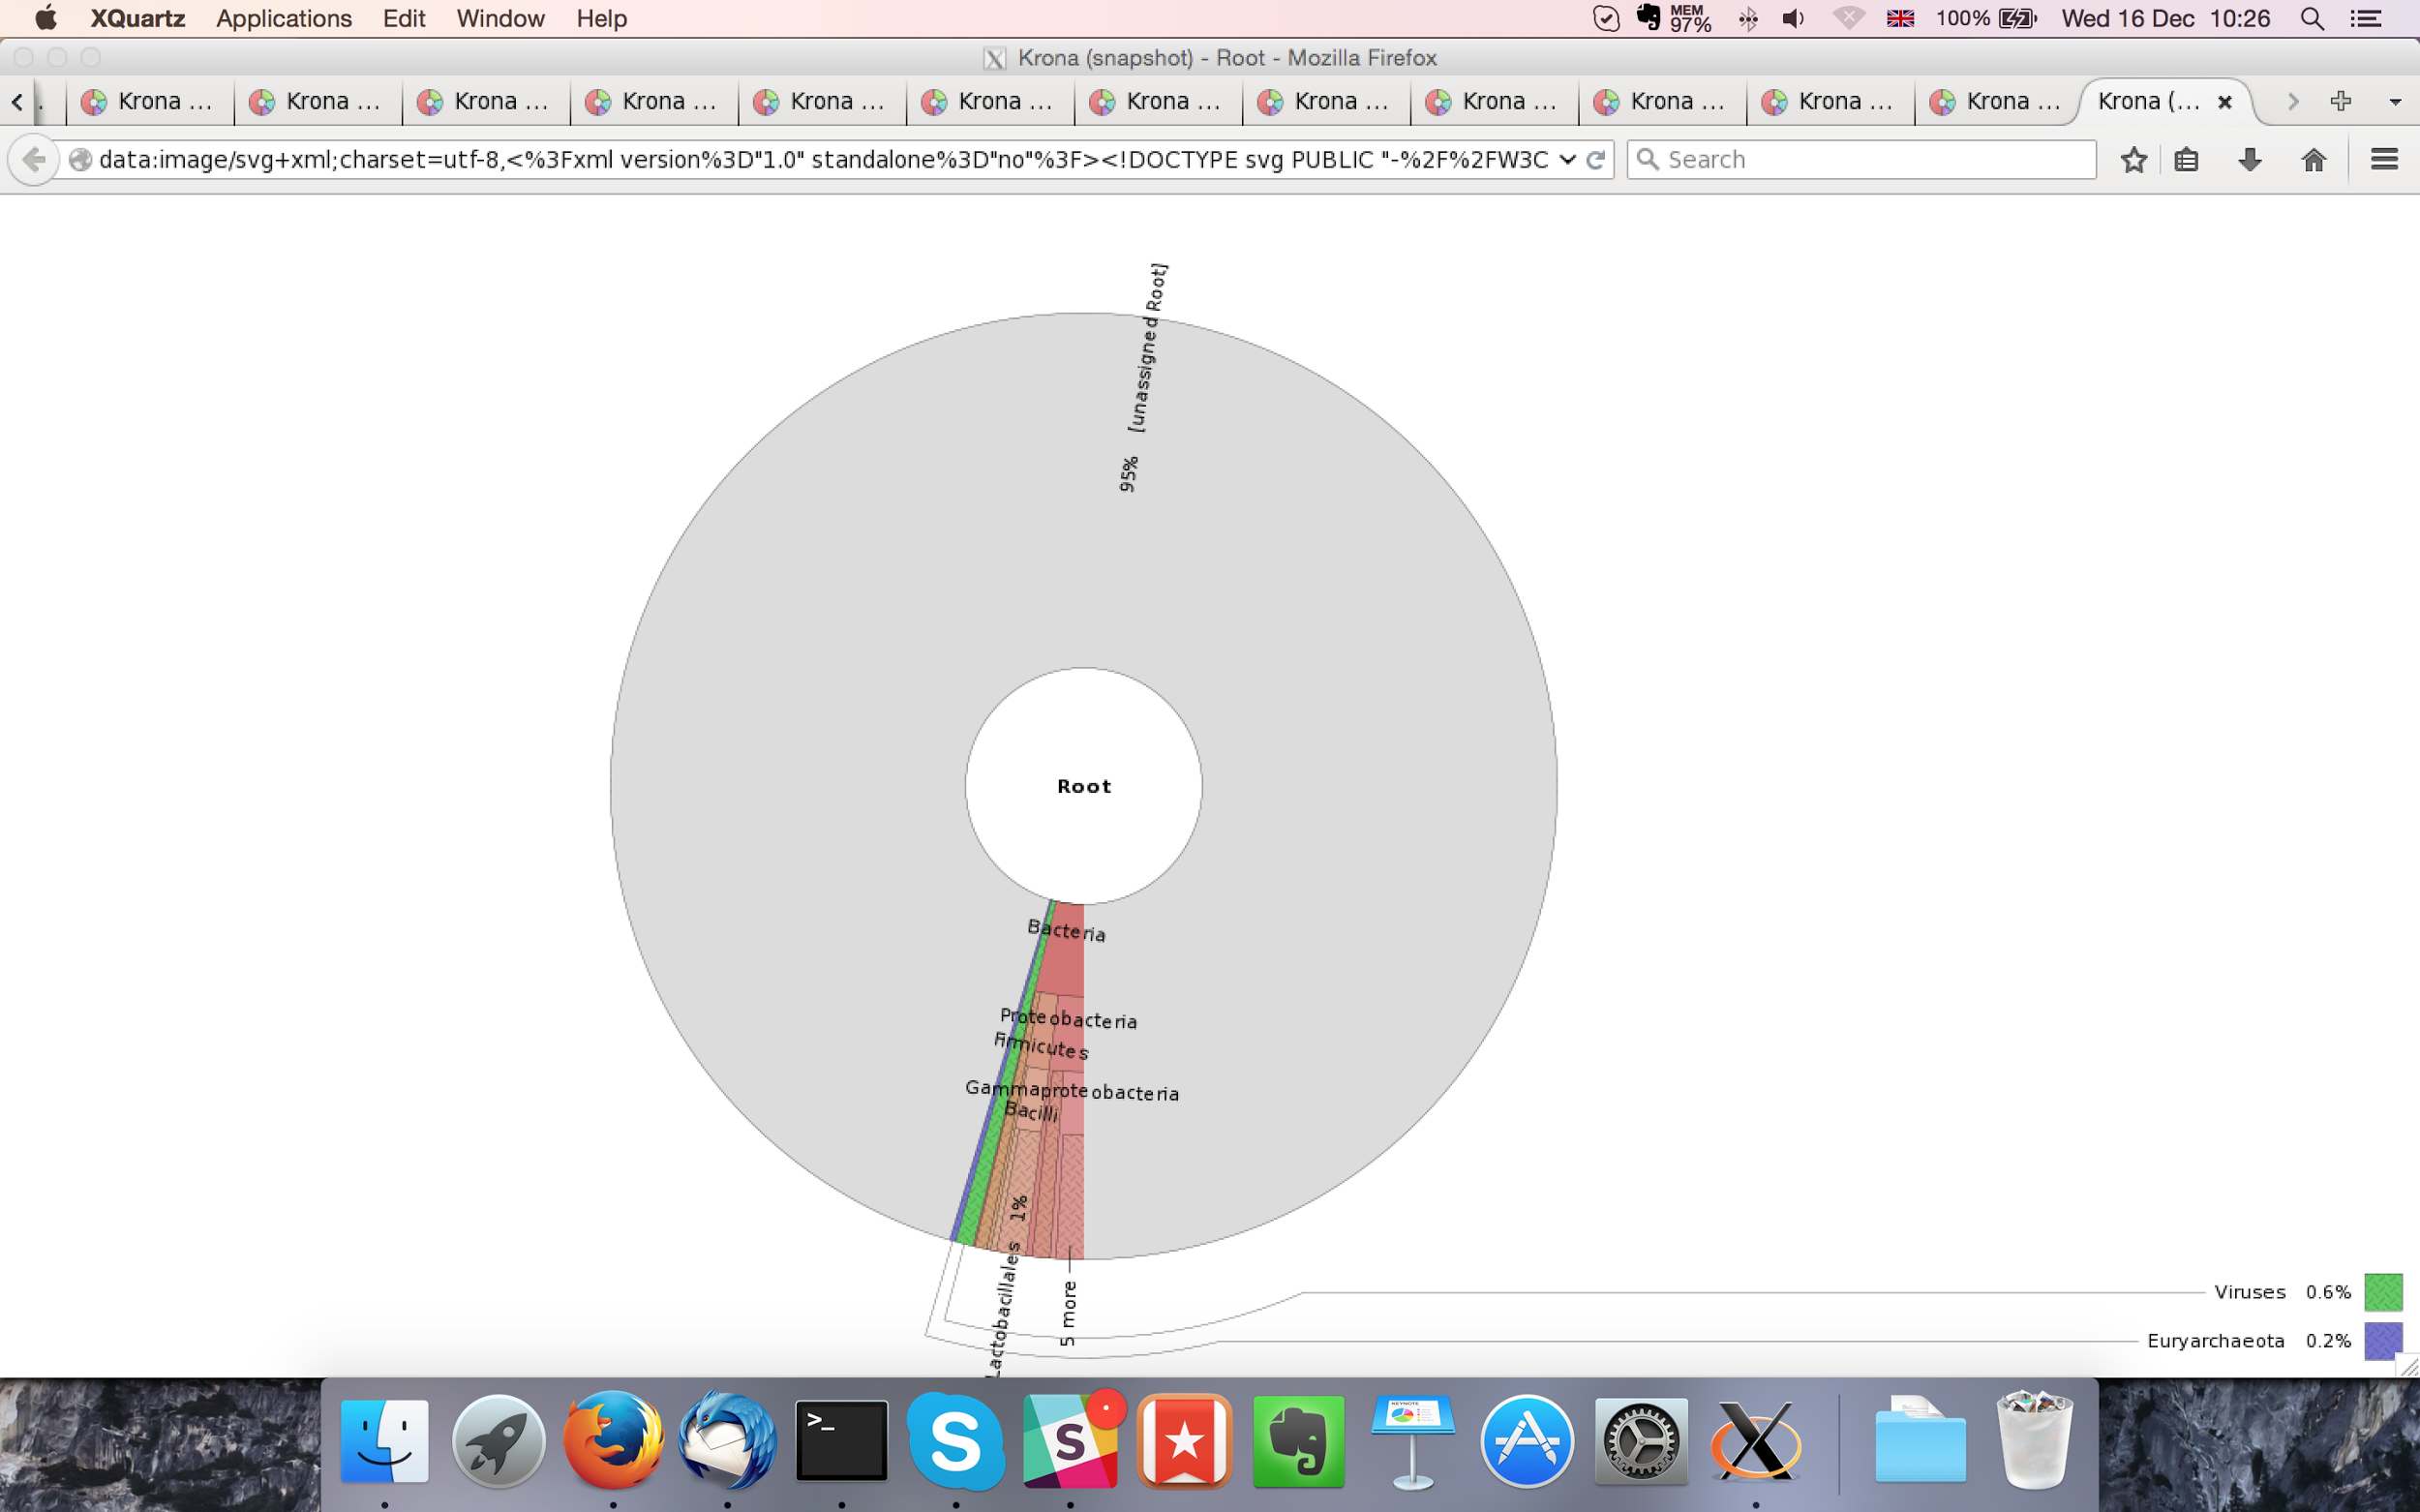 XQuartz Applications Edit Window Help MEM 97% 100% Wed 16 Dec 10:26
Krona (snapshot) - Root - Mozilla Firefox
. Krona ... Krona ... Krona ... Krona ... Krona ... Krona ... Krona ... Krona ... Krona ... Krona ... Krona ... Krona ... Krona (...
data:image/svg+xml;charset=utf-8,<%3Fxml version%3D"1.0" standalone%3D"no"%3F><!DOCTYPE svg PUBLIC "-%2F%2FW3C Search
95% [unassigned Root]
Root
Bacteria
Proteobacteria
Firmicutes
Gammaproteobacteria
Bacilli
Lactobacillales 1%
5 more
Viruses 0.6%
Euryarchaeota 0.2%
>_
S
S
KEYNOTE
X